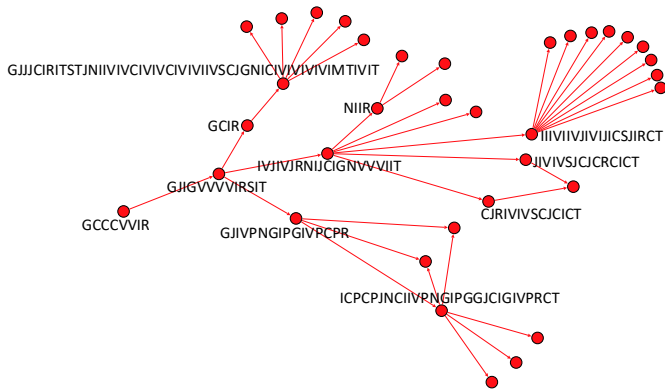 GJJJCIRITSTJNIIVIVCIVIVCIVIVIIVSCJGNICIVIVIVIVIMTIVIT
NIIR
GCIR
IIIVIIVJIVIJICSJIRCT
IVJIVJRNIJCIGNVVVIIT
JIVIVSJCJCRCICT
GJIGVVVVIRSIT
CJRIVIVSCJCICT
GCCCVVIR
GJIVPNGIPGIVPCPR
ICPCPJNCIIVPNGIPGGJCIGIVPRCT